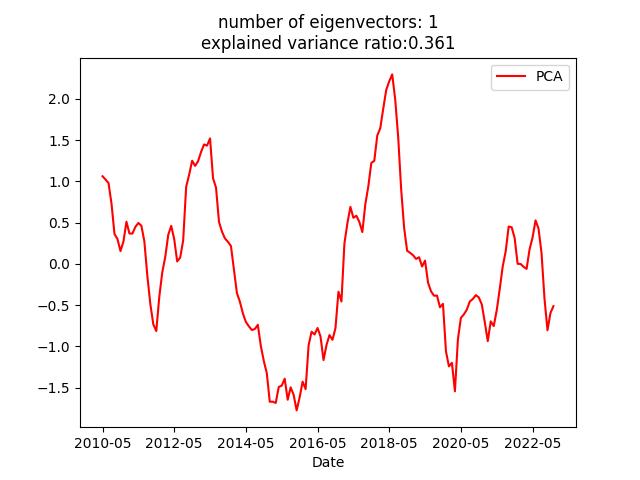 number of eigenvectors: 1
explained variance ratio:0.361
PCA
2.0
1.5
1.0
0.5
0.0
−0.5
−1.0
−1.5
2010-05 2012-05 2014-05 2016-05 2018-05 2020-05 2022-05
Date